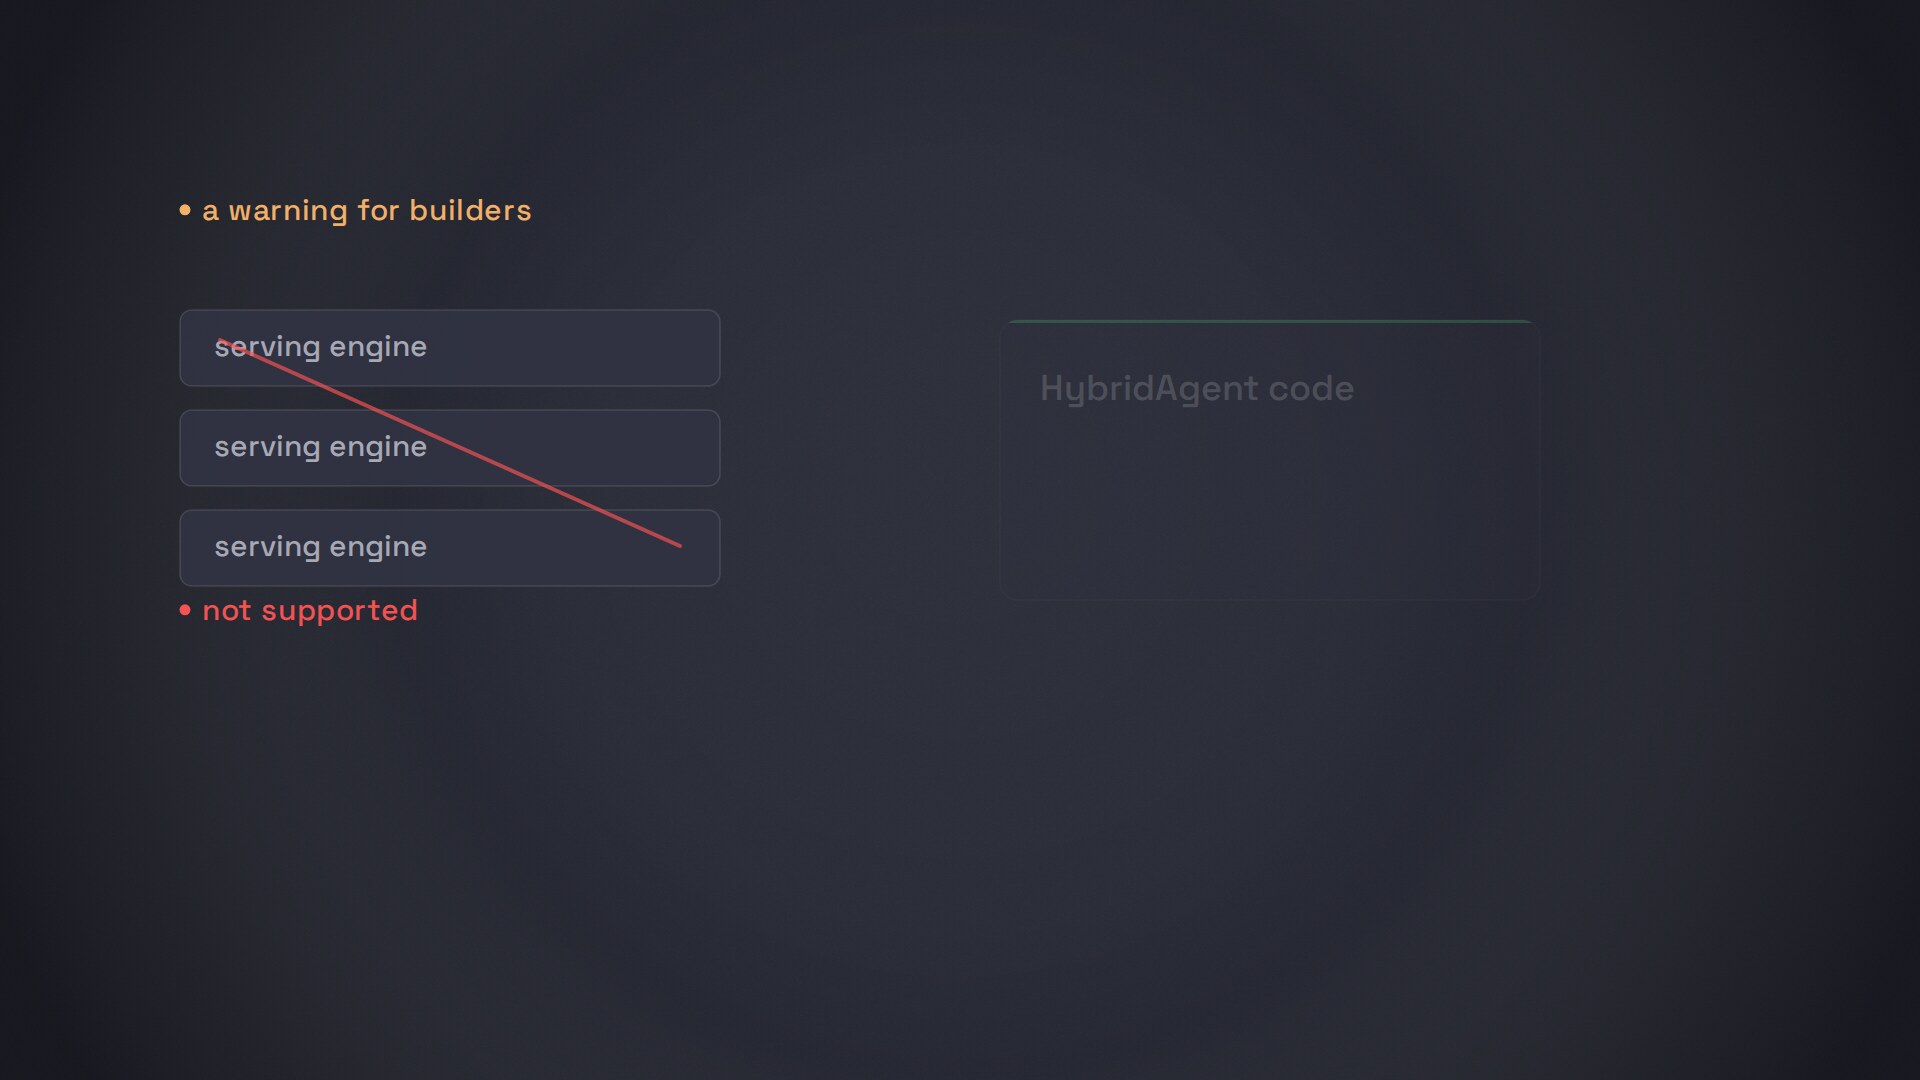 a warning for builders
serving engine
serving engine
serving engine
not supported
HybridAgent code